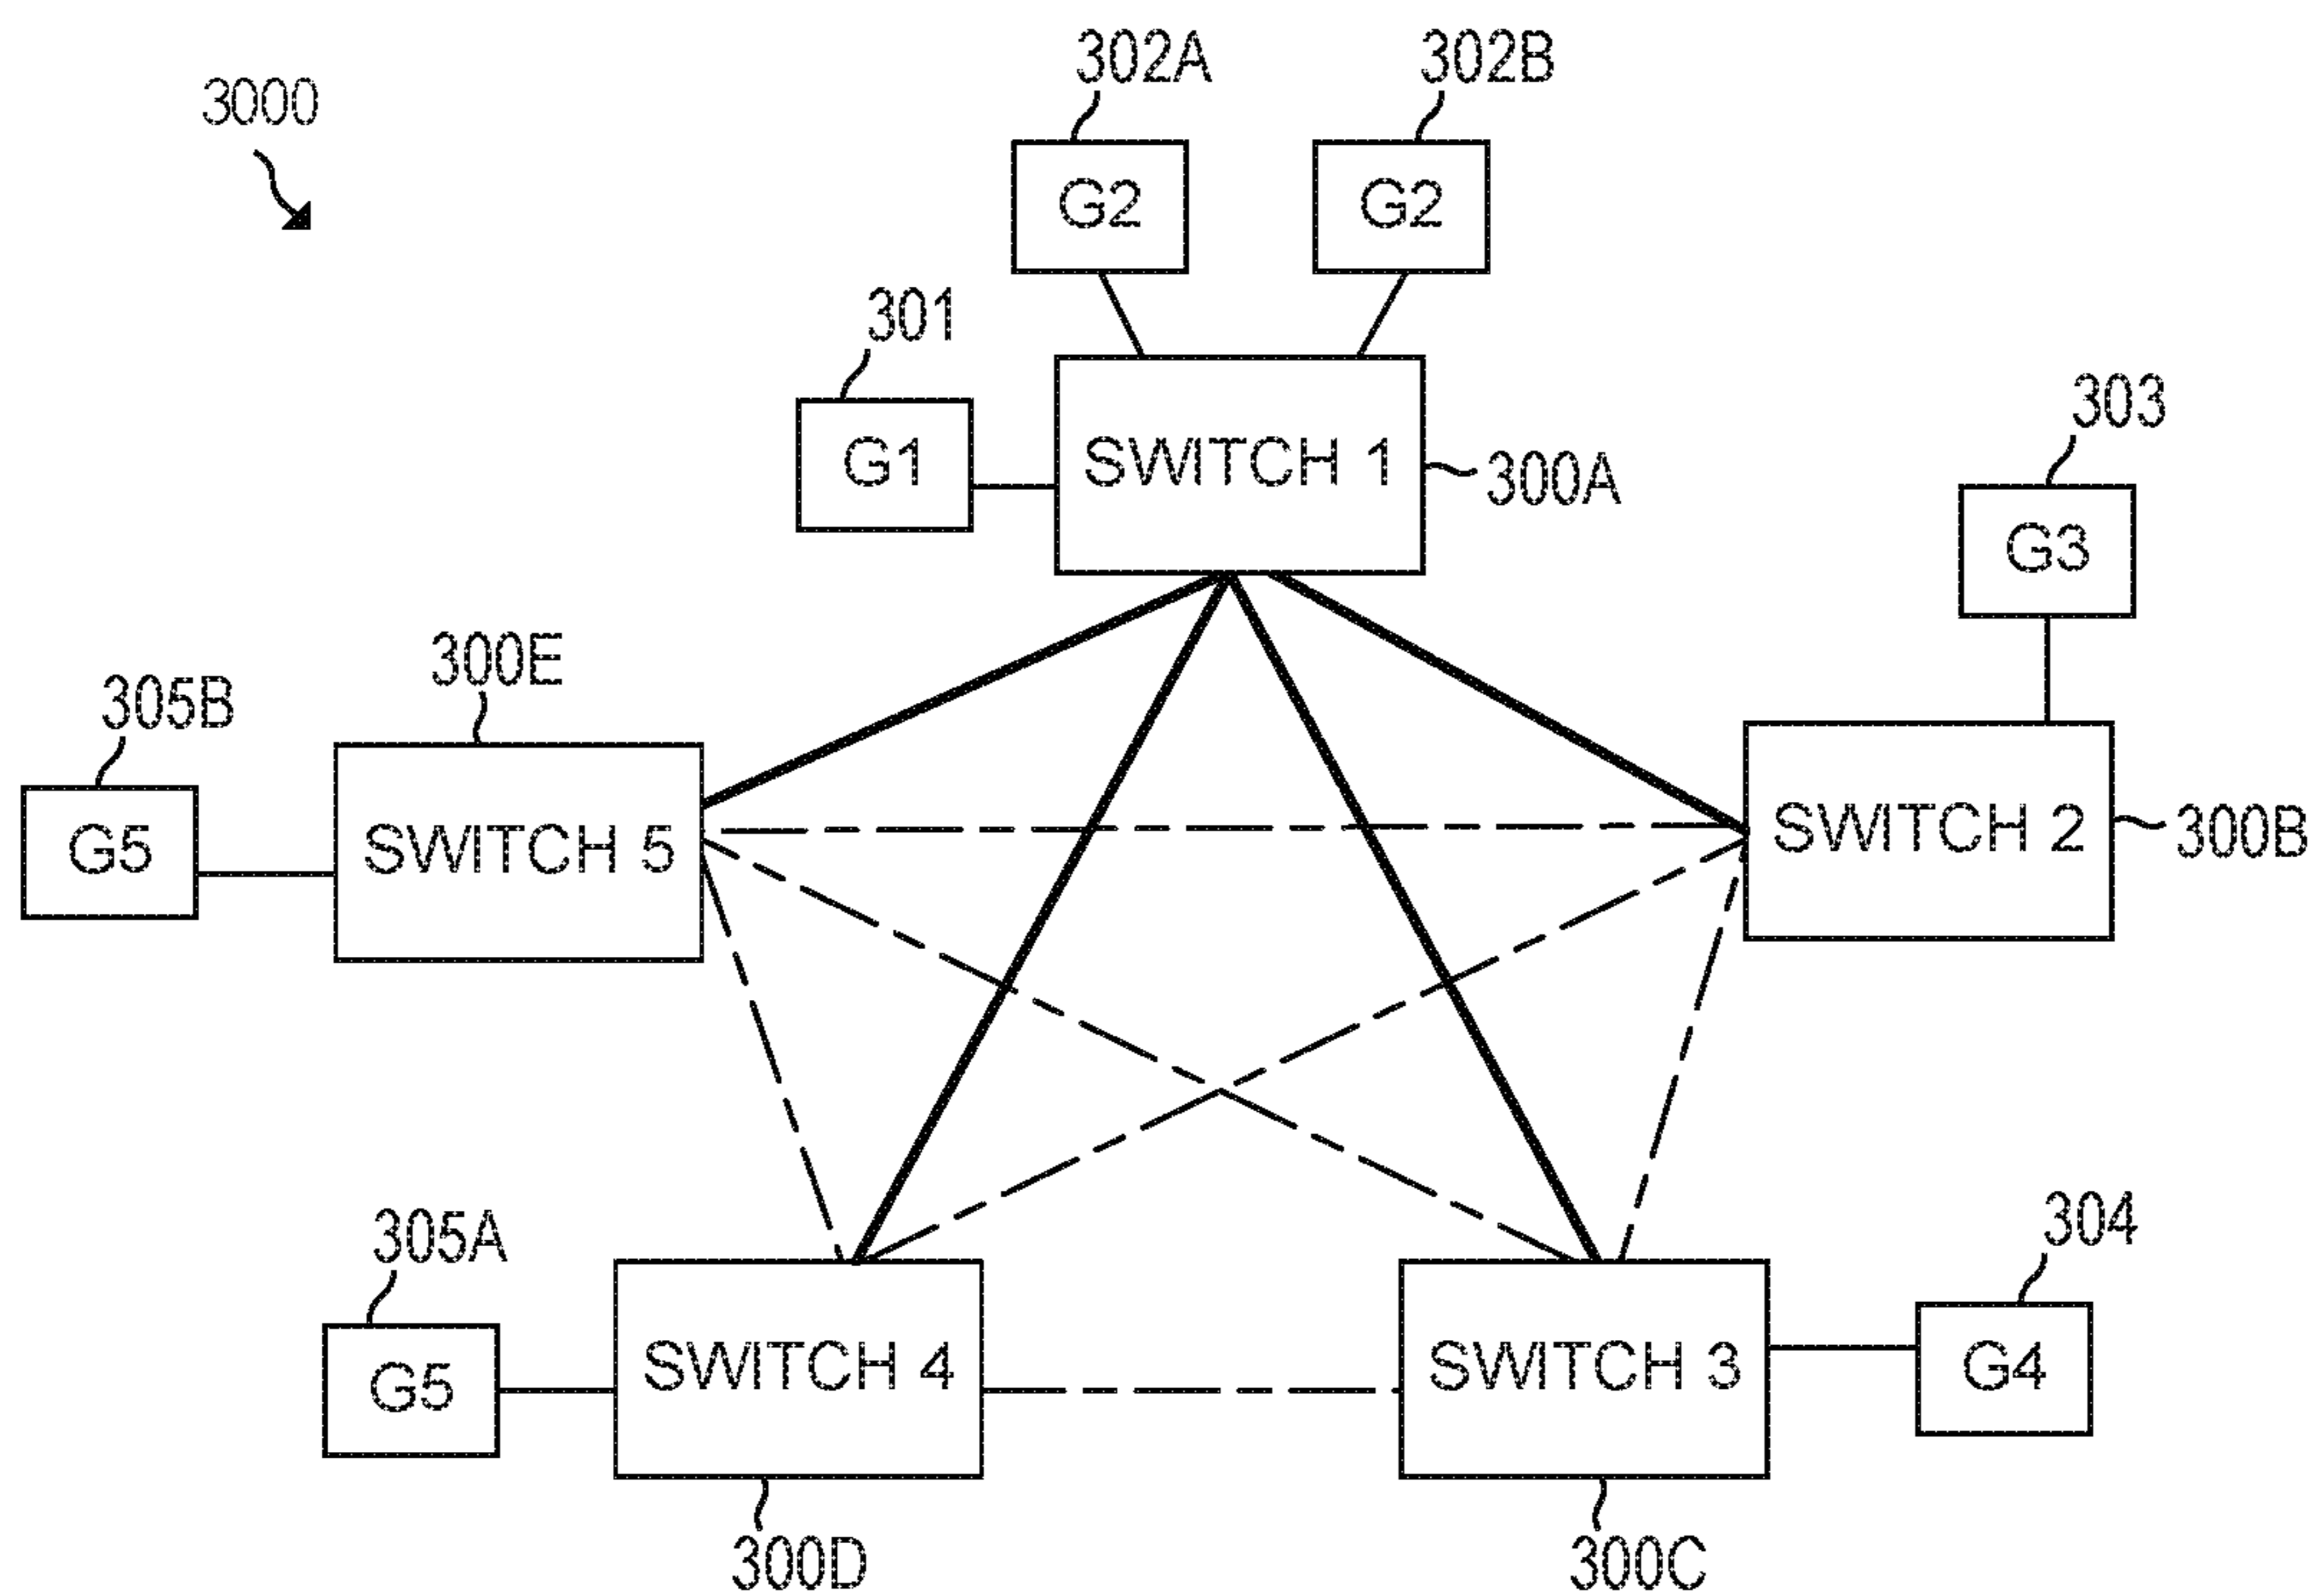 302A
302B
3000
G2
G2
301
303
G1
SWITCH 1
300A
G3
300E
305B
SWITCH 2
300B
G5
SWITCH 5
305A
304
SWITCH 4
SWITCH 3
G4
G5
300D
300C